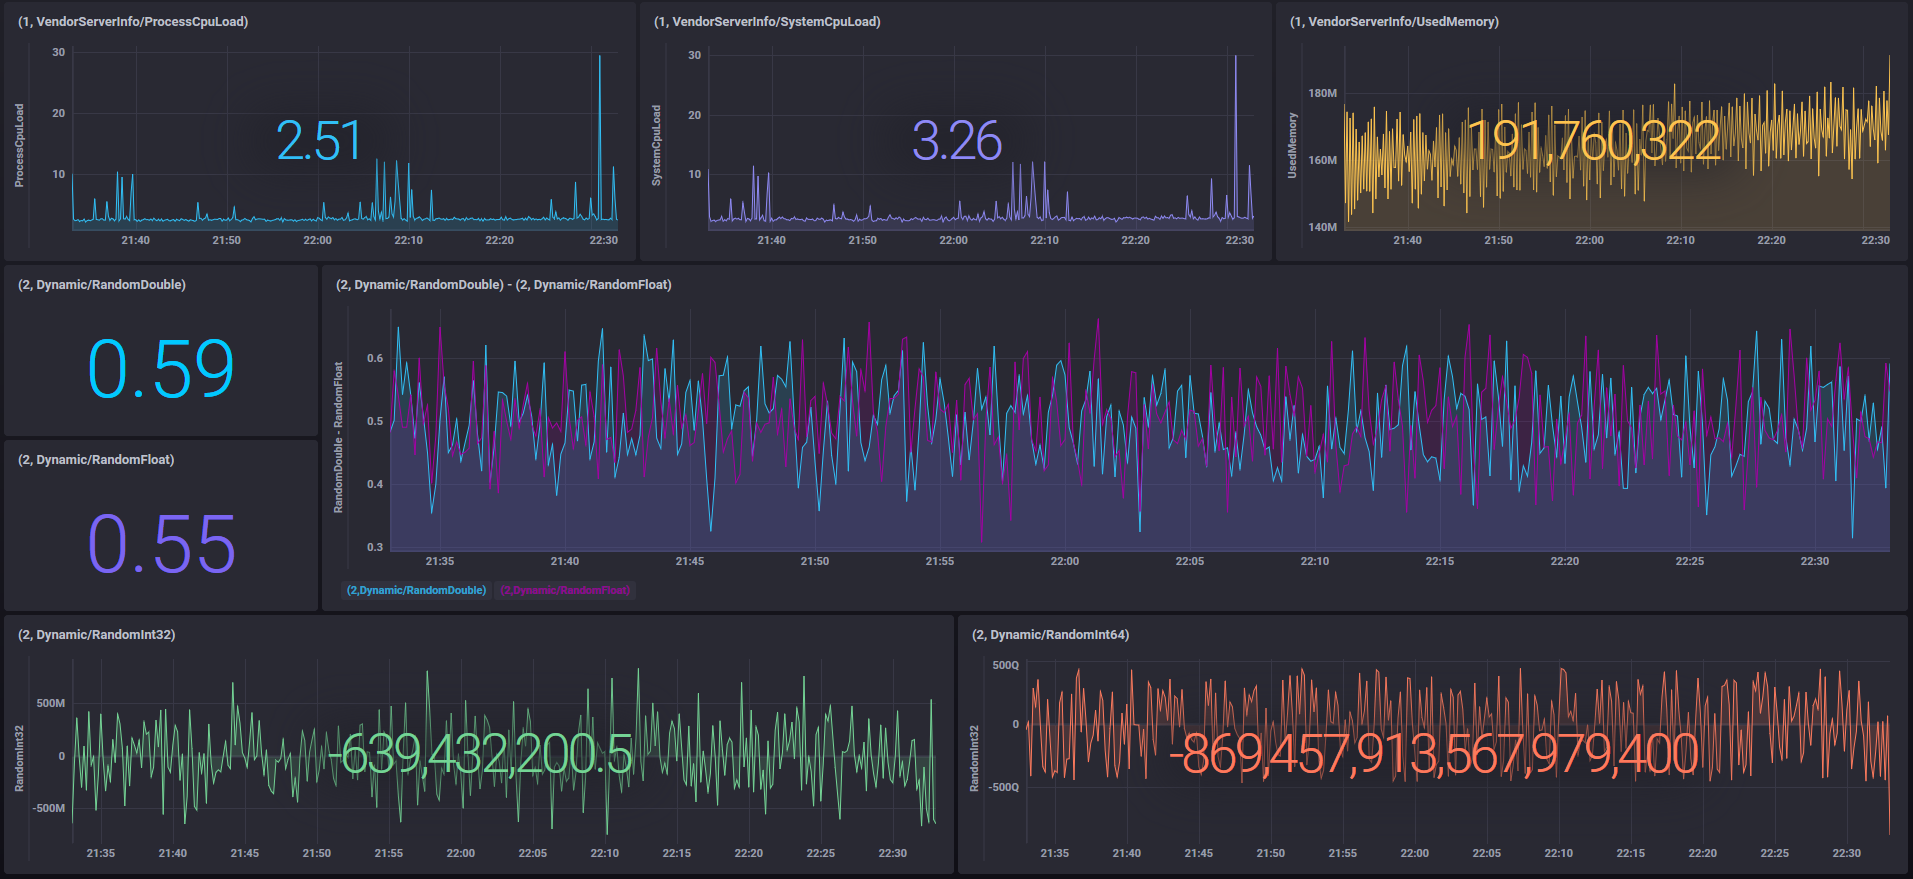 (1, VendorServerInfo/ProcessCpuLoad)
ProcessCpuLoad
30
20
10
2.51
21:40 21:50 22:00 22:10 22:20 22:30
(1, VendorServerInfo/SystemCpuLoad)
SystemCpuLoad
30
20
10
3.26
21:40 21:50 22:00 22:10 22:20 22:30
(1, VendorServerInfo/UsedMemory)
UsedMemory
180M
160M
140M
191,760,322
21:40 21:50 22:00 22:10 22:20 22:30
(2, Dynamic/RandomDouble)
0.59
(2, Dynamic/RandomFloat)
0.55
(2, Dynamic/RandomDouble) - (2, Dynamic/RandomFloat)
RandomDouble - RandomFloat
0.6
0.5
0.4
0.3
21:35 21:40 21:45 21:50 21:55 22:00 22:05 22:10 22:15 22:20 22:25 22:30
(2,Dynamic/RandomDouble) (2,Dynamic/RandomFloat)
(2, Dynamic/RandomInt32)
RandomInt32
500M
0
-500M
-639,432,200.5
21:35 21:40 21:45 21:50 21:55 22:00 22:05 22:10 22:15 22:20 22:25 22:30
(2, Dynamic/RandomInt64)
RandomInt32
500Q
0
-500Q
-869,457,913,567,979,400
21:35 21:40 21:45 21:50 21:55 22:00 22:05 22:10 22:15 22:20 22:25 22:30